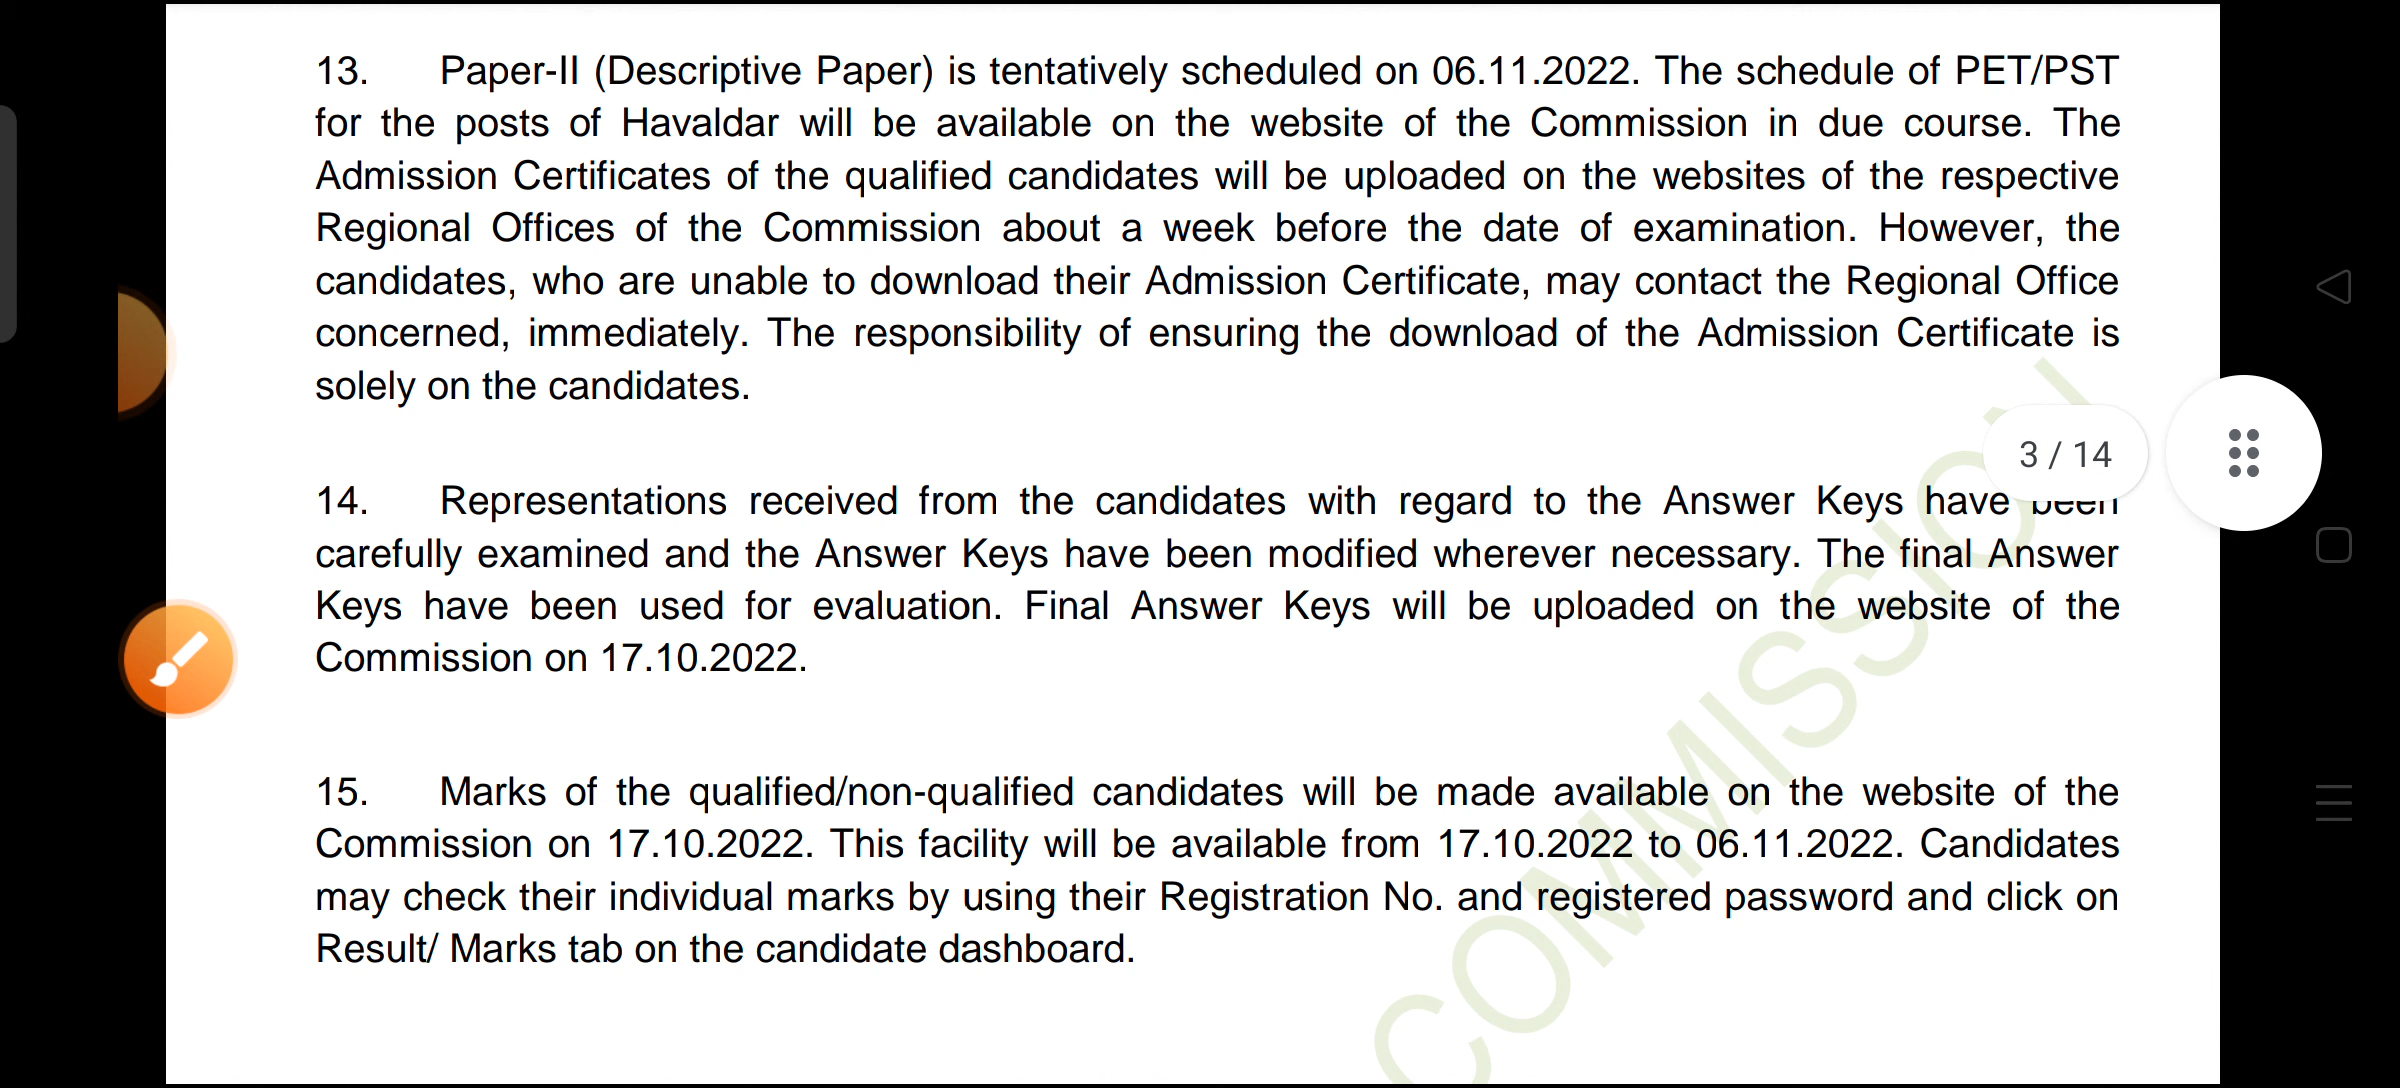 13. Paper-II (Descriptive Paper) is tentatively scheduled on 06.11.2022. The schedule of PET/PST
for the posts of Havaldar will be available on the website of the Commission in due course. The
Admission Certificates of the qualified candidates will be uploaded on the websites of the respective
Regional Offices of the Commission about a week before the date of examination. However, the
candidates, who are unable to download their Admission Certificate, may contact the Regional Office
concerned, immediately. The responsibility of ensuring the download of the Admission Certificate is
solely on the candidates.
3 / 14
14. Representations received from the candidates with regard to the Answer Keys have been
carefully examined and the Answer Keys have been modified wherever necessary. The final Answer
Keys have been used for evaluation. Final Answer Keys will be uploaded on the website of the
Commission on 17.10.2022.
15. Marks of the qualified/non-qualified candidates will be made available on the website of the
Commission on 17.10.2022. This facility will be available from 17.10.2022 to 06.11.2022. Candidates
may check their individual marks by using their Registration No. and registered password and click on
Result/ Marks tab on the candidate dashboard.
COMMISSION